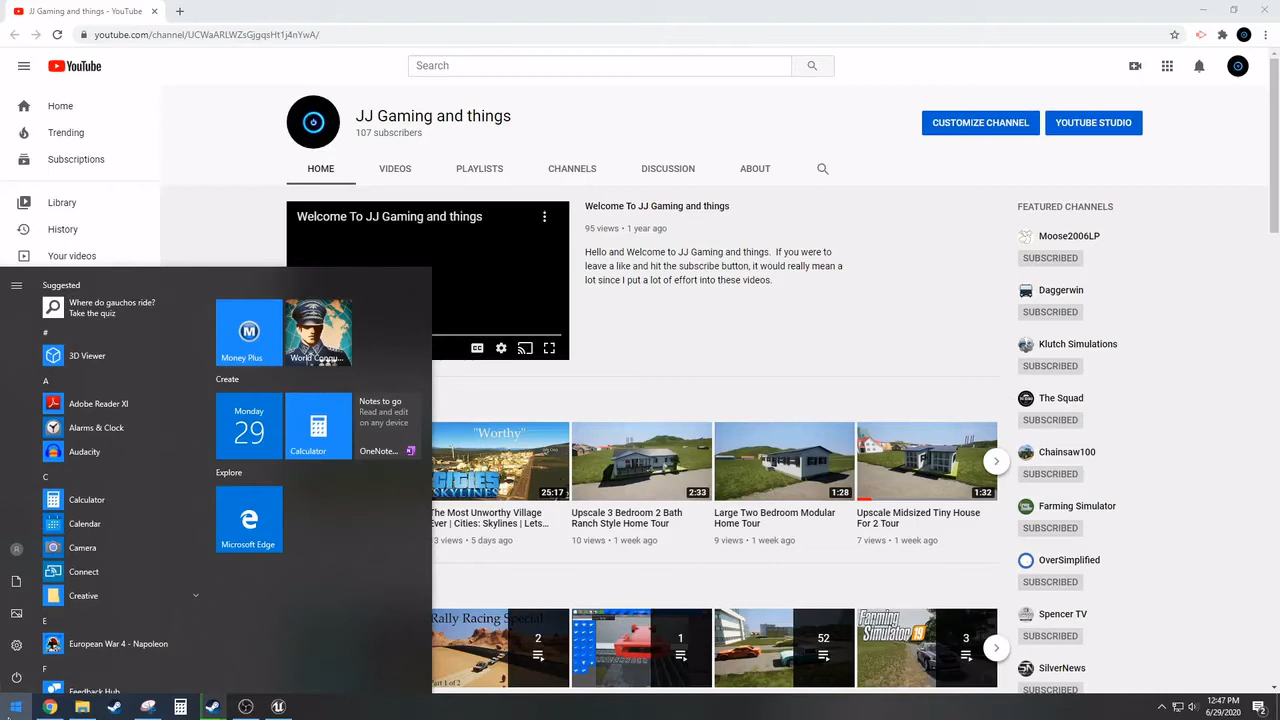 JJ Gaming and things - YouTube
youtube.com/channel/UCWaARLWZsGjgqsHt1j4nYwA/
YouTube
Search
Home
Trending
Subscriptions
Library
History
Your videos
JJ Gaming and things
107 subscribers
CUSTOMIZE CHANNEL
YOUTUBE STUDIO
HOME
VIDEOS
PLAYLISTS
CHANNELS
DISCUSSION
ABOUT
Welcome To JJ Gaming and things
Welcome To JJ Gaming and things
95 views • 1 year ago
Hello and Welcome to JJ Gaming and things. If you were to
leave a like and hit the subscribe button, it would really mean a
lot since I put a lot of effort into these videos.
FEATURED CHANNELS
Moose2006LP
SUBSCRIBED
Daggerwin
SUBSCRIBED
Klutch Simulations
SUBSCRIBED
The Squad
SUBSCRIBED
Chainsaw100
SUBSCRIBED
Farming Simulator
SUBSCRIBED
OverSimplified
SUBSCRIBED
Spencer TV
SUBSCRIBED
SilverNews
SUBSCRIBED
"Worthy"
CITIES
SKYLINES
25:17
The Most Unworthy Village
Ever | Cities: Skylines | Lets...
3 views • 5 days ago
2:33
Upscale 3 Bedroom 2 Bath
Ranch Style Home Tour
10 views • 1 week ago
1:28
Large Two Bedroom Modular
Home Tour
9 views • 1 week ago
1:32
Upscale Midsized Tiny House
For 2 Tour
7 views • 1 week ago
Rally Racing Special
Part 1 of 2
2
1
52
FARMING
SIMULATOR 19
3
Suggested
Where do gauchos ride?
Take the quiz
#
3D Viewer
A
Adobe Reader XI
Alarms & Clock
Audacity
C
Calculator
Calendar
Camera
Connect
Creative
E
European War 4 - Napoleon
F
Feedback Hub
Money Plus
World Conqu...
Create
Monday
29
Calculator
Notes to go
Read and edit
on any device
OneNote...
Explore
Microsoft Edge
12:47 PM
6/29/2020
2